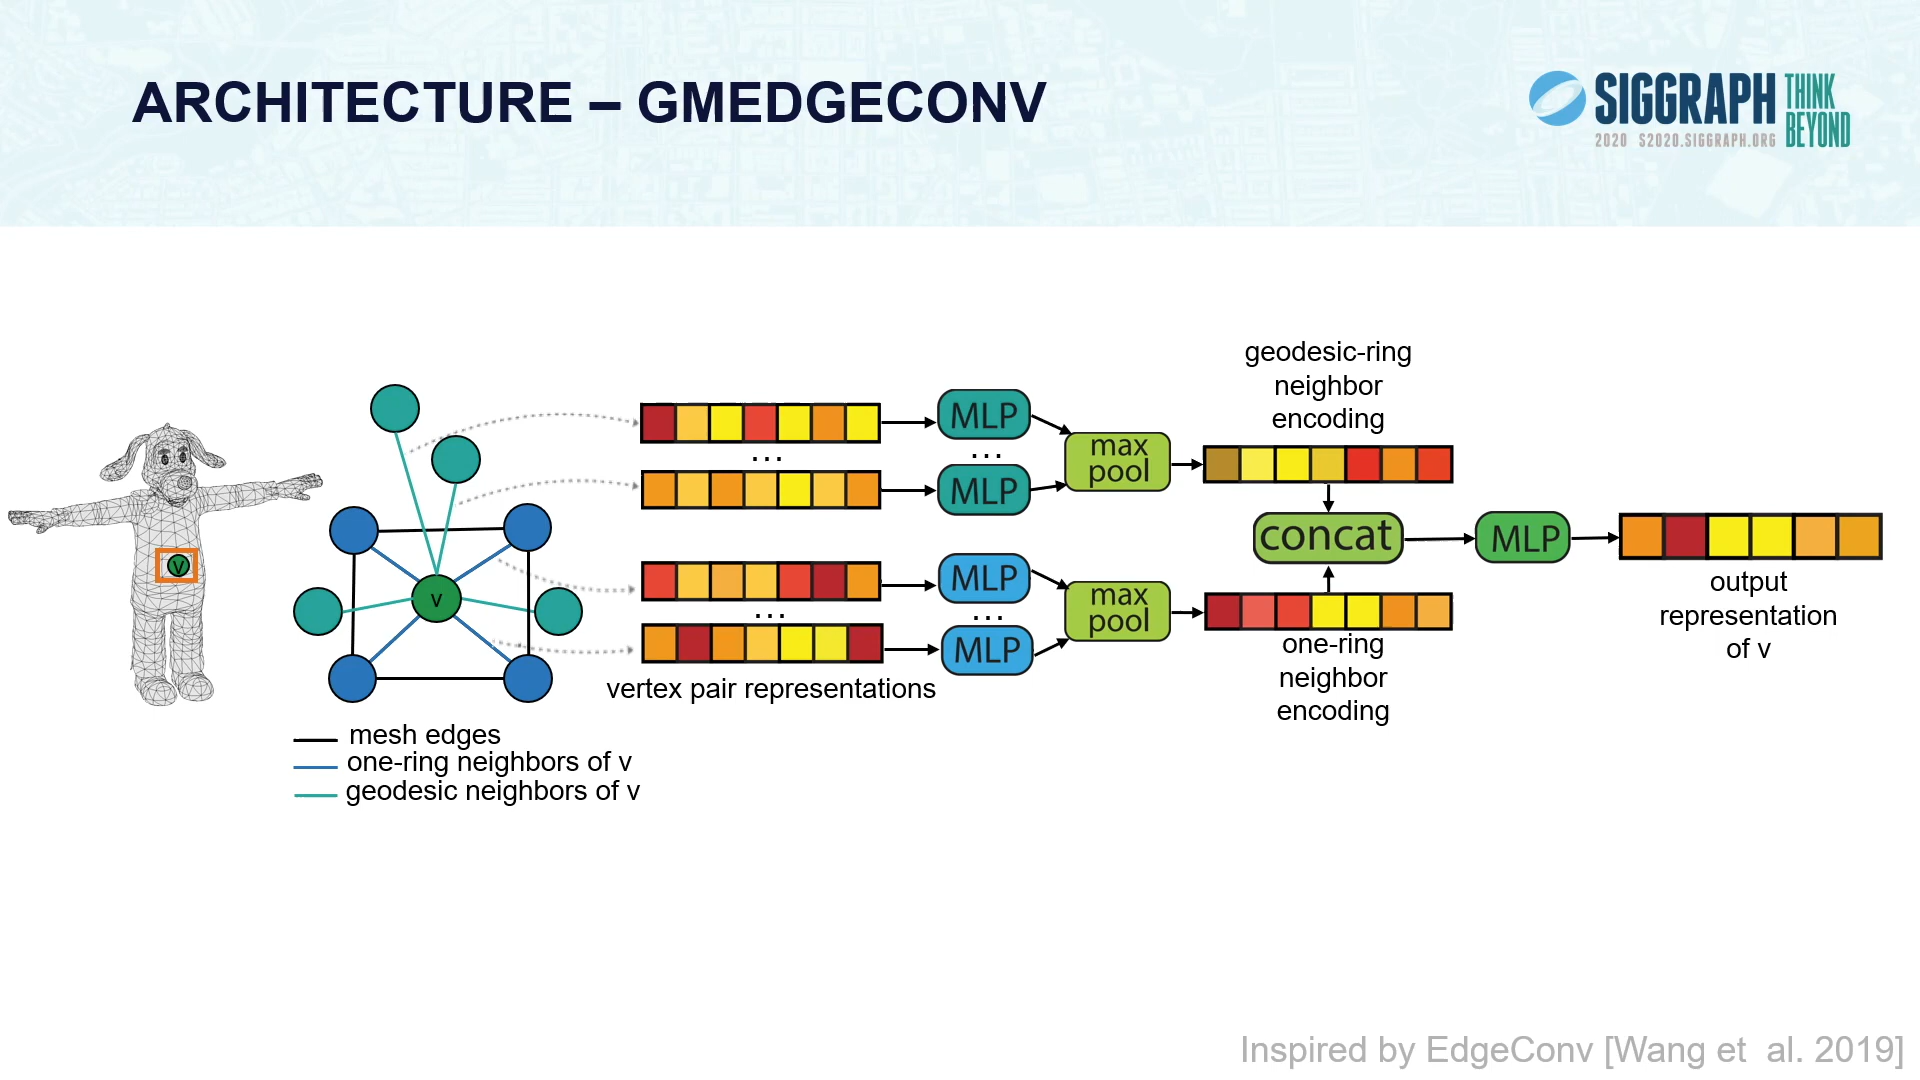 ARCHITECTURE – GMEDGECONV
SIGGRAPH
THINK
BEYOND
2020 S2020.SIGGRAPH.ORG
geodesic-ring
neighbor
encoding
MLP
...
...
MLP
max
pool
v
v
concat
MLP
MLP
...
...
MLP
max
pool
vertex pair representations
one-ring
neighbor
encoding
output
representation
of v
mesh edges
one-ring neighbors of v
geodesic neighbors of v
Inspired by EdgeConv [Wang et al. 2019]